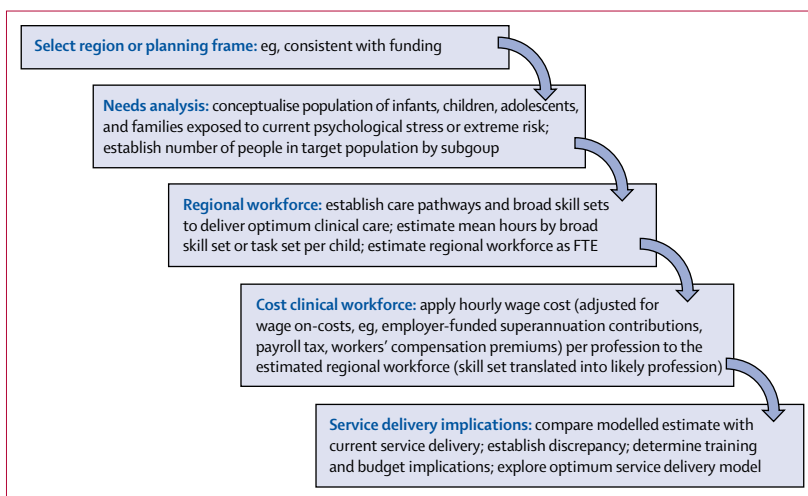 Select region or planning frame: eg, consistent with funding
Needs analysis: conceptualise population of infants, children, adolescents,
and families exposed to current psychological stress or extreme risk;
establish number of people in target population by subgoup
Regional workforce: establish care pathways and broad skill sets
to deliver optimum clinical care; estimate mean hours by broad
skill set or task set per child; estimate regional workforce as FTE
Cost clinical workforce: apply hourly wage cost (adjusted for
wage on-costs, eg, employer-funded superannuation contributions,
payroll tax, workers’ compensation premiums) per profession to the
estimated regional workforce (skill set translated into likely profession)
Service delivery implications: compare modelled estimate with
current service delivery; establish discrepancy; determine training
and budget implications; explore optimum service delivery model